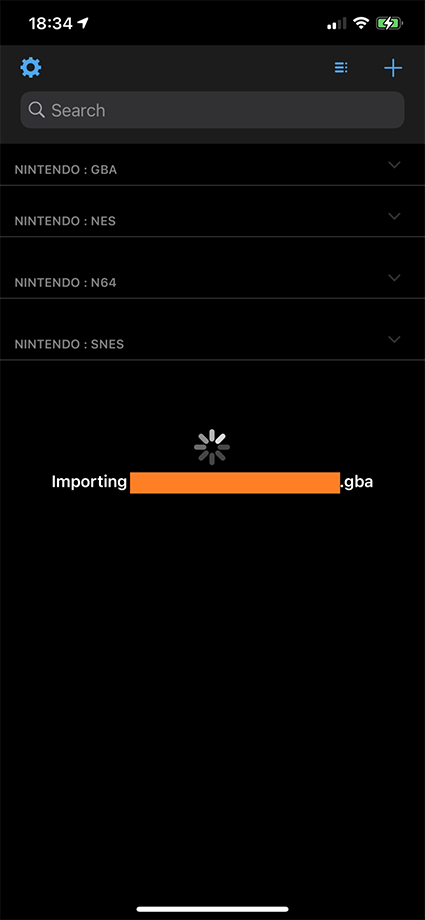 18:34
Search
NINTENDO : GBA
NINTENDO : NES
NINTENDO : N64
NINTENDO : SNES
Importing .gba